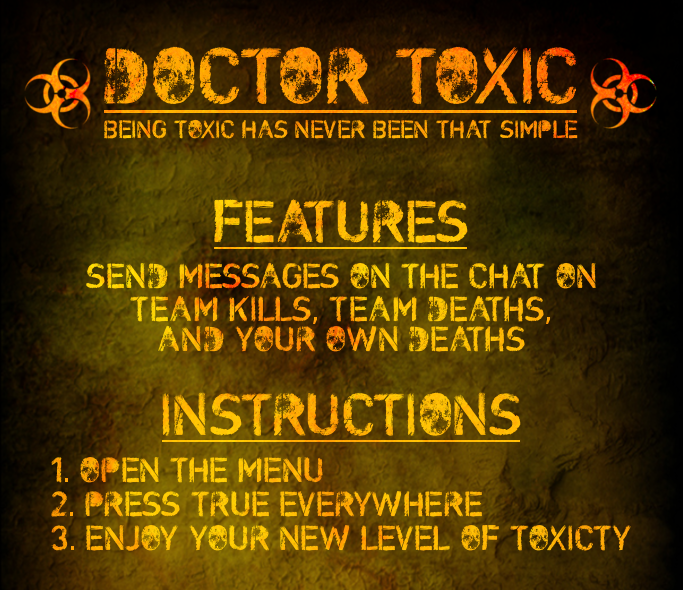 DOCTOR TOXIC
BEING TOXIC HAS NEVER BEEN THAT SIMPLE
FEATURES
SEND MESSAGES ON THE CHAT ON
TEAM KILLS, TEAM DEATHS,
AND YOUR OWN DEATHS
INSTRUCTIONS
1. OPEN THE MENU
2. PRESS TRUE EVERYWHERE
3. ENJOY YOUR NEW LEVEL OF TOXICTY